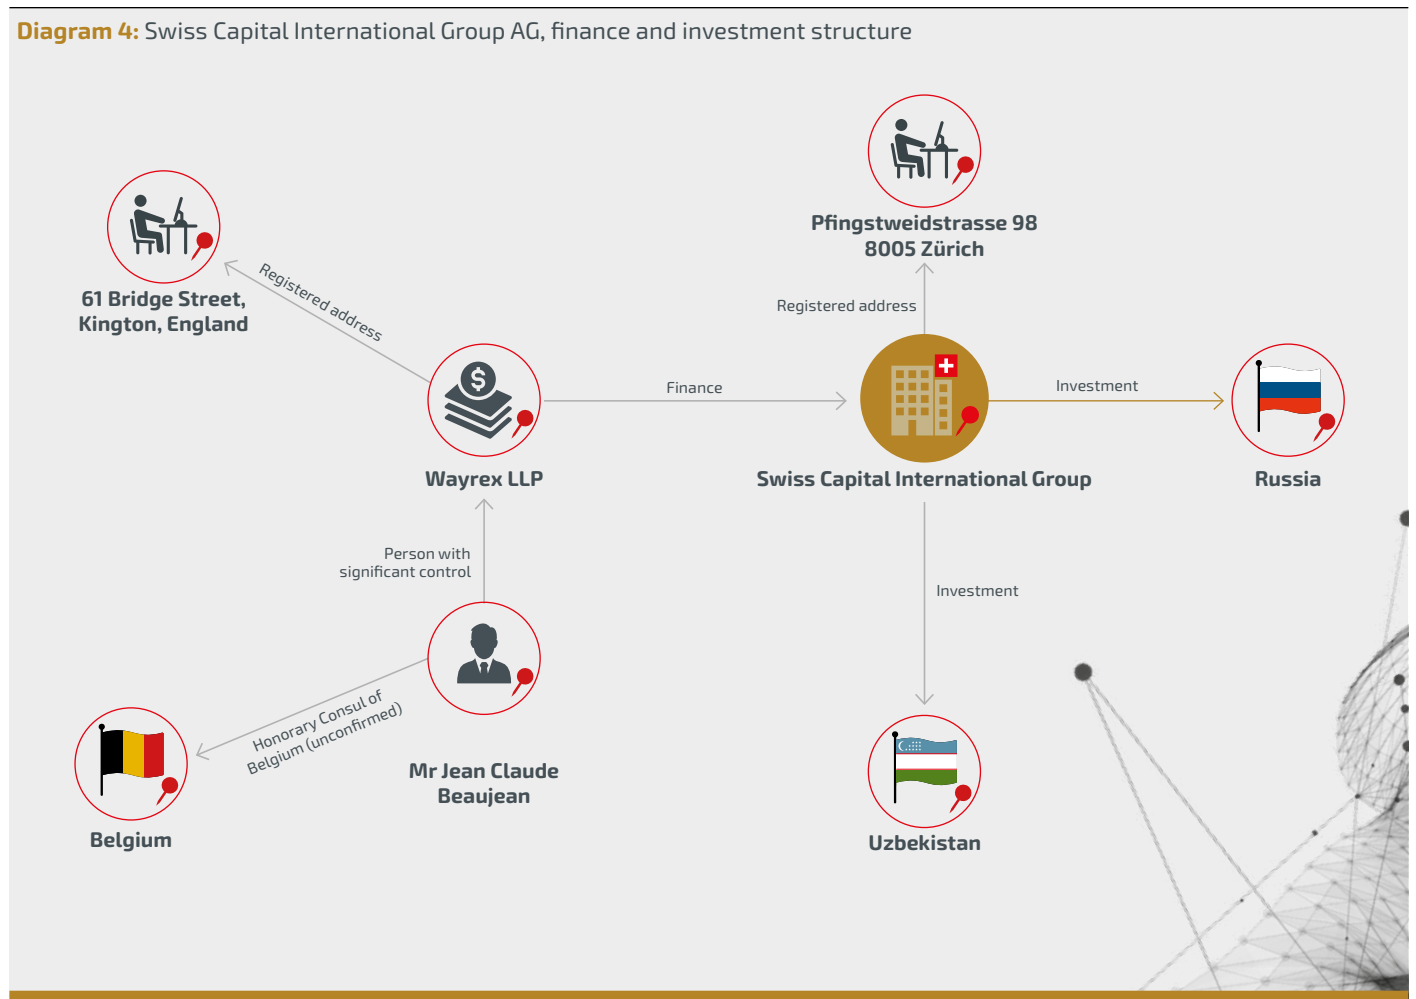 Diagram 4: Swiss Capital International Group AG, finance and investment structure
Pfingstweidstrasse 98
8005 Zürich
61 Bridge Street,
Kington, England
Registered address
Registered address
$
Finance
Investment
Wayrex LLP
Swiss Capital International Group
Russia
Person with
significant control
Investment
Honorary Consul of
Belgium (unconfirmed)
Mr Jean Claude
Beaujean
Belgium
Uzbekistan